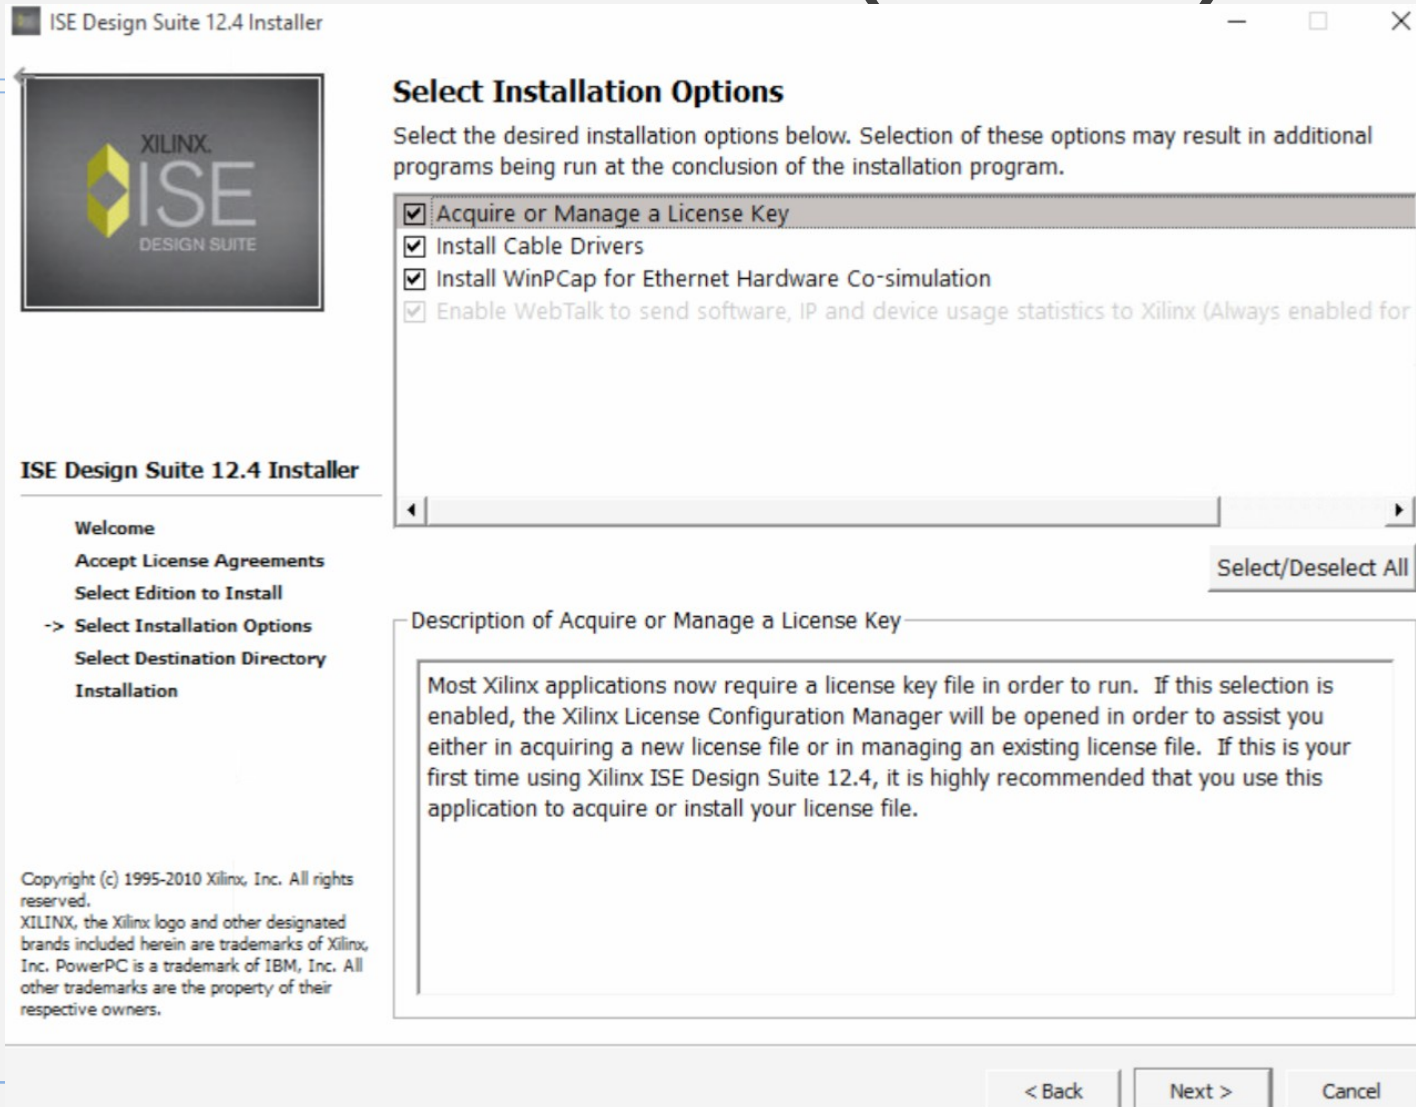 ISE Design Suite 12.4 Installer
XILINX.
ISE
DESIGN SUITE
ISE Design Suite 12.4 Installer
Welcome
Accept License Agreements
Select Edition to Install
-> Select Installation Options
Select Destination Directory
Installation
Copyright (c) 1995-2010 Xilinx, Inc. All rights
reserved.
XILINX, the Xilinx logo and other designated
brands included herein are trademarks of Xilinx,
Inc. PowerPC is a trademark of IBM, Inc. All
other trademarks are the property of their
respective owners.
Select Installation Options
Select the desired installation options below. Selection of these options may result in additional
programs being run at the conclusion of the installation program.
Acquire or Manage a License Key
Install Cable Drivers
Install WinPCap for Ethernet Hardware Co-simulation
Enable WebTalk to send software, IP and device usage statistics to Xilinx (Always enabled for
Select/Deselect All
Description of Acquire or Manage a License Key
Most Xilinx applications now require a license key file in order to run. If this selection is
enabled, the Xilinx License Configuration Manager will be opened in order to assist you
either in acquiring a new license file or in managing an existing license file. If this is your
first time using Xilinx ISE Design Suite 12.4, it is highly recommended that you use this
application to acquire or install your license file.
< Back
Next >
Cancel